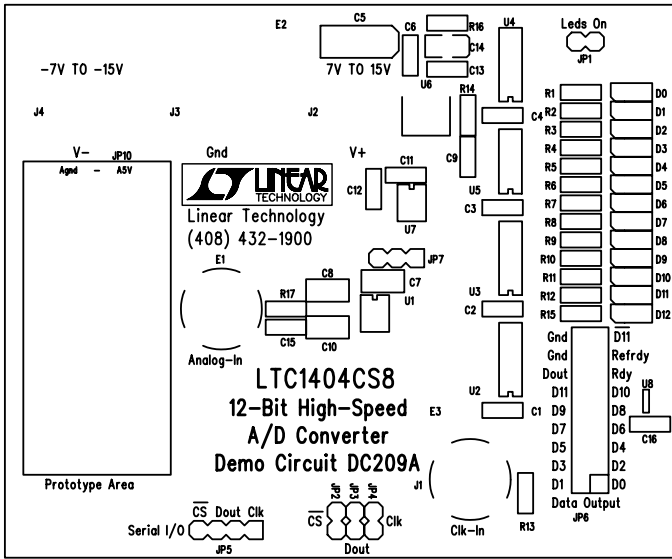 E2
C5
C6
R16
U4
Leds On
C14
JP1
-7V TO -15V
7V TO 15V
C13
U6
R14
R1
D0
J4
J3
J2
C4
R2
D1
R3
D2
V-
JP10
Gnd
V+
C11
C9
R4
D3
Agnd - A5V
LINEAR
TECHNOLOGY
C12
U5
R5
D4
R6
D5
Linear Technology
U7
C3
R7
D6
(408) 432-1900
R8
D7
E1
JP7
R9
D8
C8
C7
R10
D9
R17
U1
U3
R11
D10
C2
R12
D11
C15
C10
R15
D12
Analog-In
Gnd
D11
Gnd
Refrdy
LTC1404CS8
Dout
Rdy
U2
D11
D10
U8
12-Bit High-Speed
E3
C1
D9
D8
A/D Converter
D7
D6
C16
D5
D4
Demo Circuit DC209A
D3
D2
Prototype Area
J1
D1
D0
Data Output
JP6
JP2
JP3
JP4
CS Dout Clk
Serial I/O
CS
Clk
Clk-In
R13
JP5
Dout